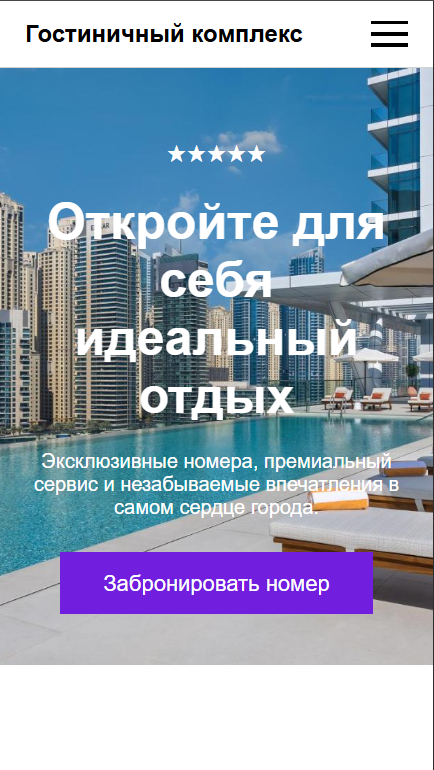 Гостиничный комплекс
★★★★★
Откройте для
себя
идеальный
отдых
Эксклюзивные номера, премиальный
сервис и незабываемые впечатления в
самом сердце города.
Забронировать номер